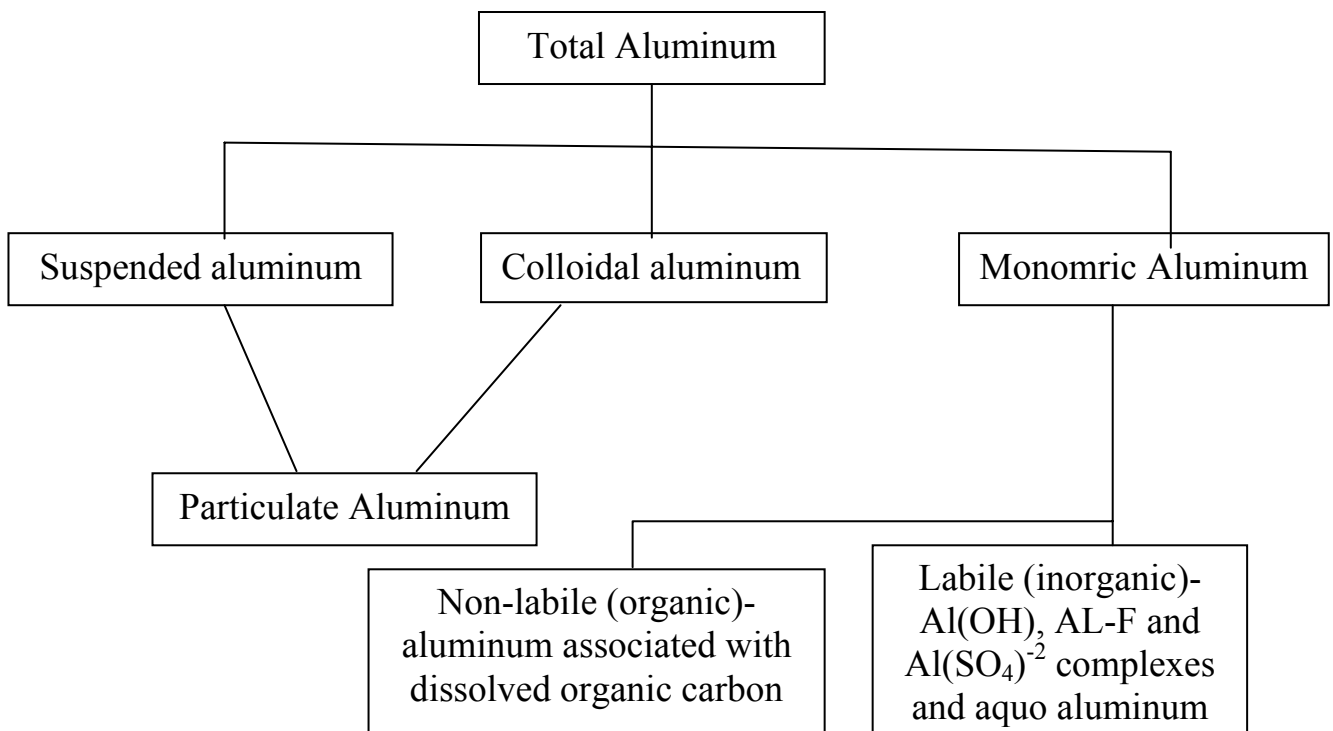 Total Aluminum
Suspended aluminum
Colloidal aluminum
Monomric Aluminum
Particulate Aluminum
Non-labile (organic)-
aluminum associated with
dissolved organic carbon
Labile (inorganic)-
Al(OH), AL-F and
Al(SO₄)⁻² complexes
and aquo aluminum